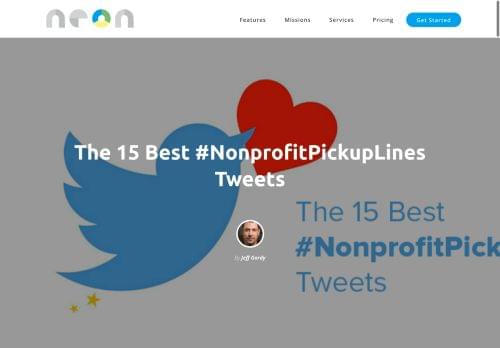 neon
Features Missions Services Pricing Get Started
The 15 Best #NonprofitPickupLines
Tweets
By Jeff Gordy
The 15 Best
#NonprofitPick
Tweets